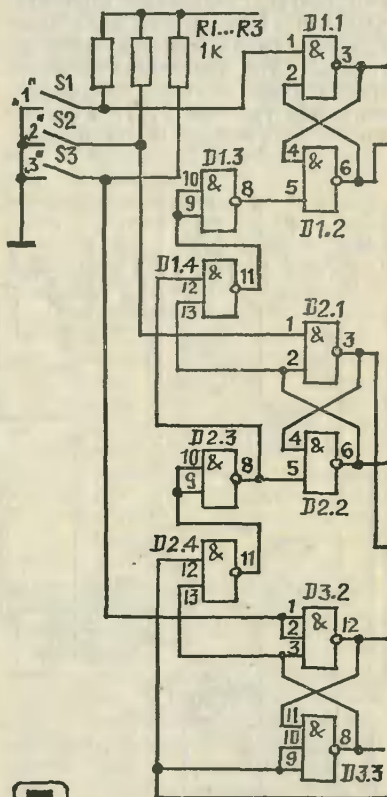 R1...R3
1к
"1" S1
"2" S2
"3" S3
D1.1
1 & 3
2
4 & 6
5
D1.2
D1.3
10 & 8
9
D1.4
12 & 11
13
D2.1
1 & 3
2
4 & 6
5
D2.2
D2.3
10 & 8
9
D2.4
12 & 11
13
D3.2
1 & 12
2
3
11 & 8
10
9
D3.3